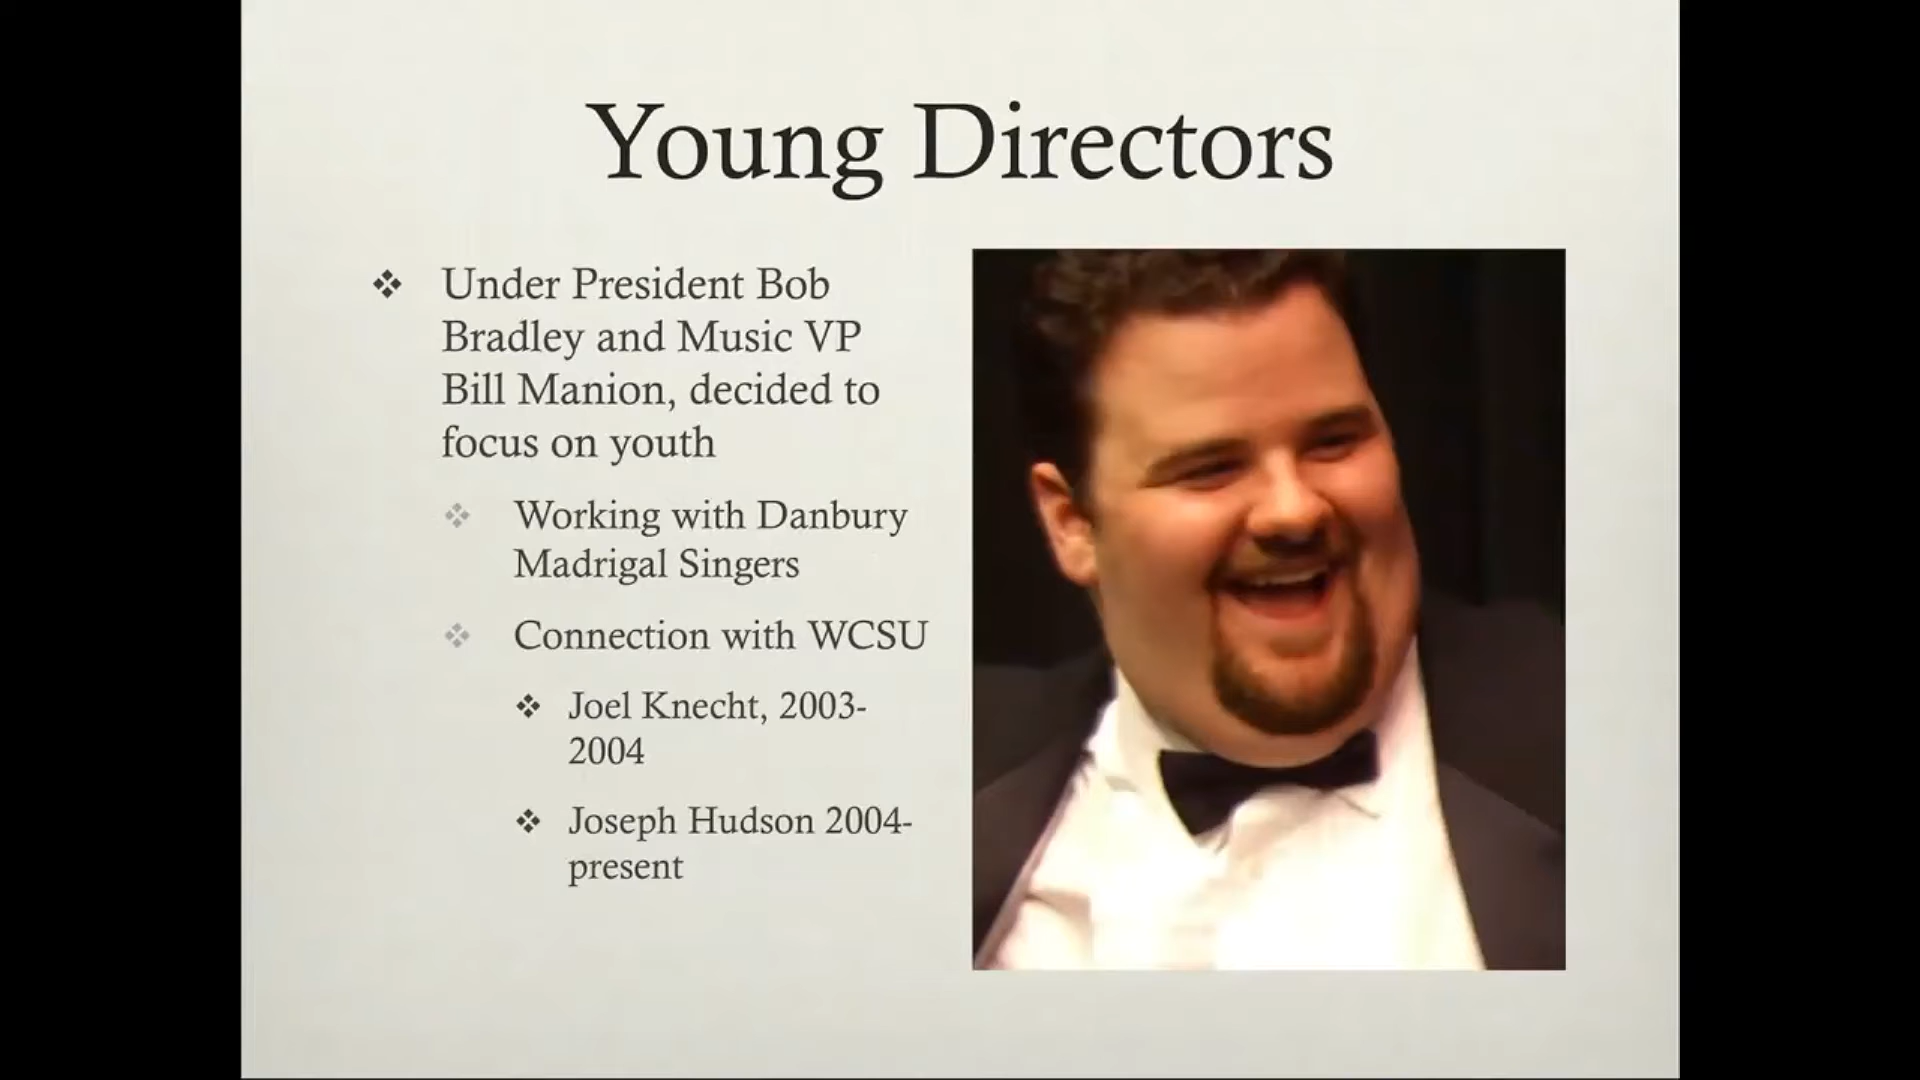 Young Directors
Under President Bob
Bradley and Music VP
Bill Manion, decided to
focus on youth
Working with Danbury
Madrigal Singers
Connection with WCSU
Joel Knecht, 2003-
2004
Joseph Hudson 2004-
present